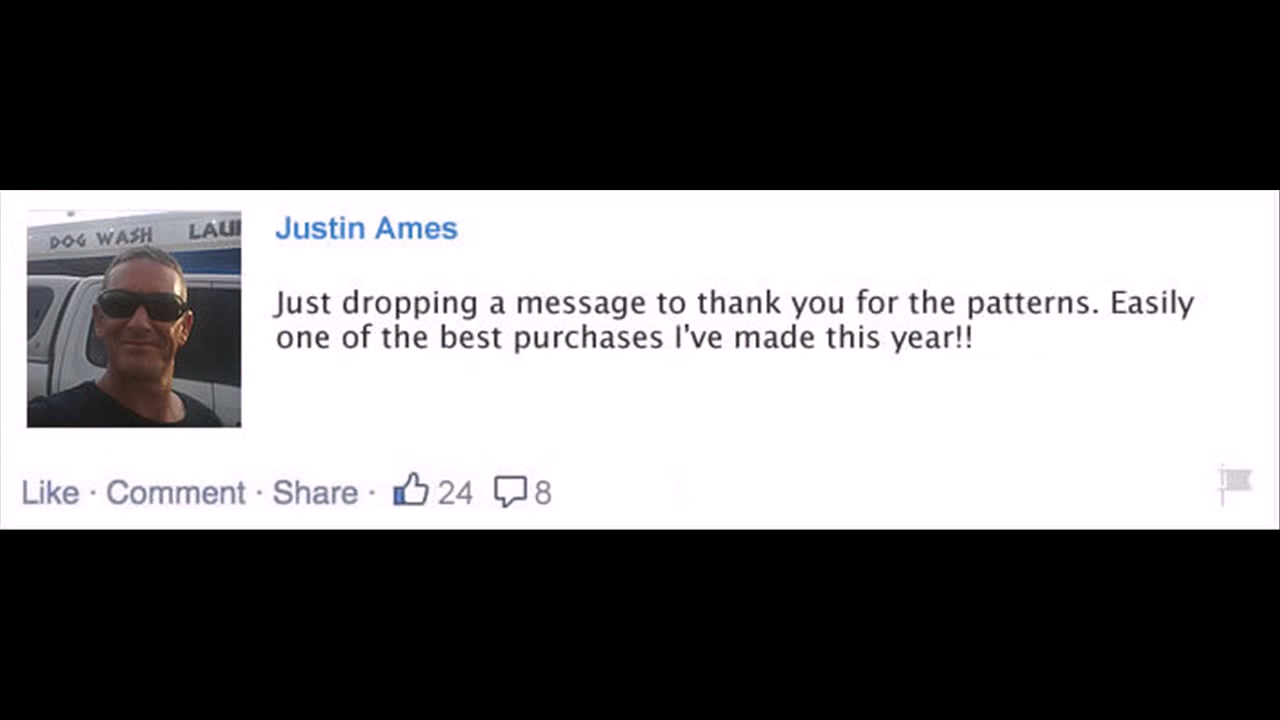 DOG WASH LAU
Justin Ames
Just dropping a message to thank you for the patterns. Easily
one of the best purchases I've made this year!!
Like · Comment · Share · 24 8